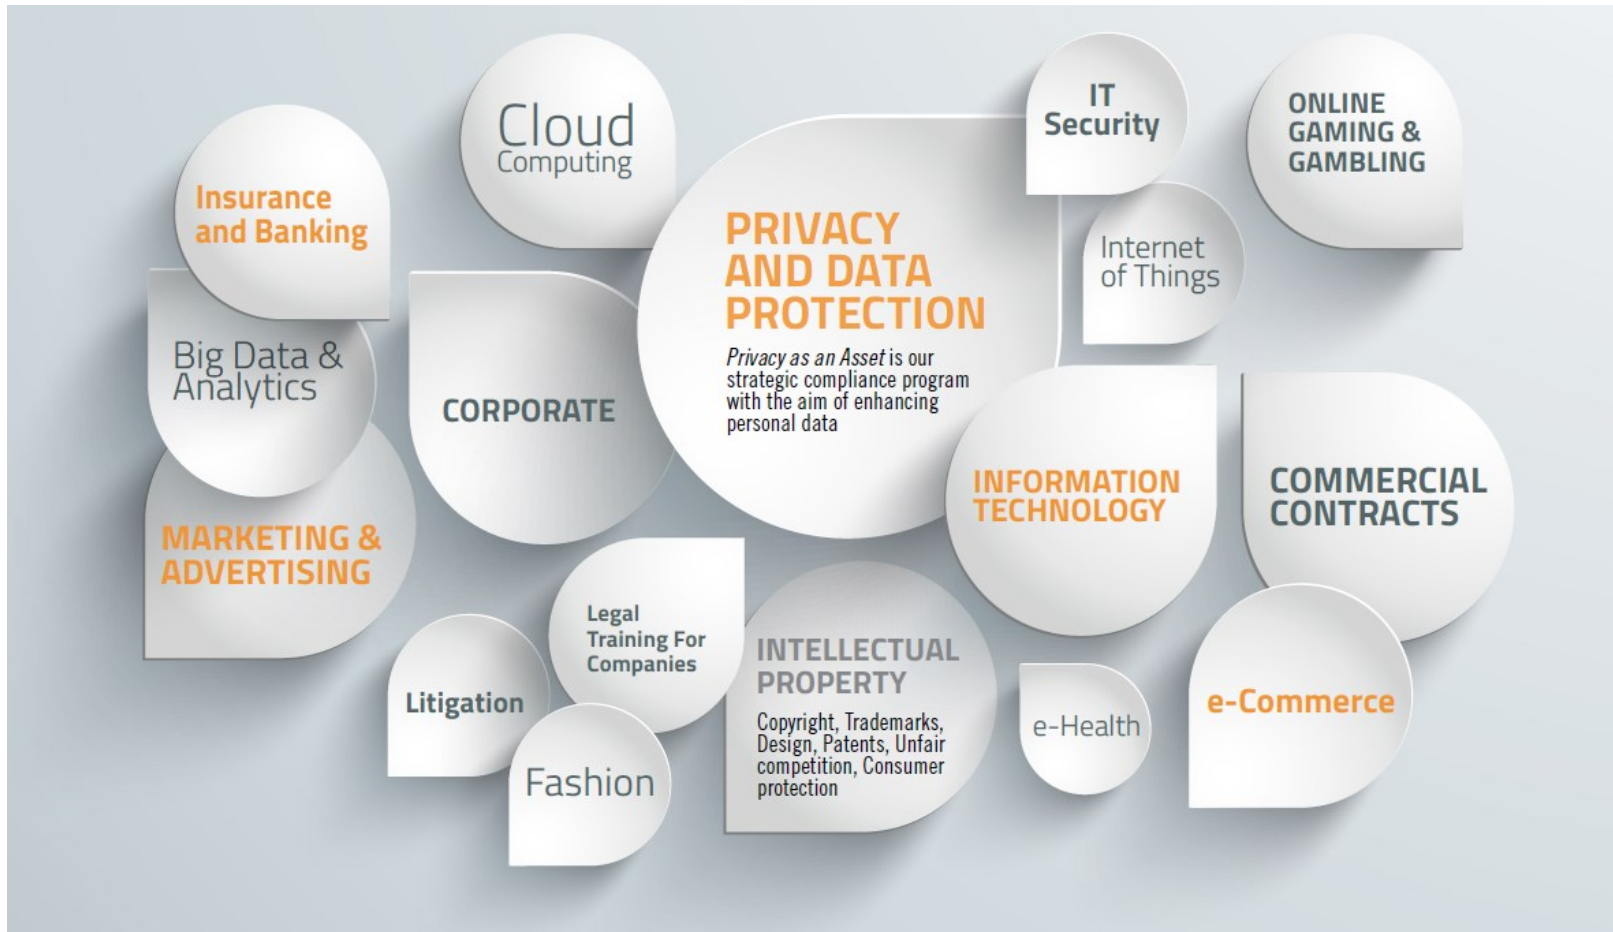 Cloud
Computing
IT
Security
ONLINE
GAMING &
GAMBLING
Insurance
and Banking
PRIVACY
AND DATA
PROTECTION
Privacy as an Asset is our
strategic compliance program
with the aim of enhancing
personal data
Internet
of Things
Big Data &
Analytics
CORPORATE
INFORMATION
TECHNOLOGY
COMMERCIAL
CONTRACTS
MARKETING &
ADVERTISING
Legal
Training For
Companies
Litigation
INTELLECTUAL
PROPERTY
Copyright, Trademarks,
Design, Patents, Unfair
competition, Consumer
protection
e-Health
e-Commerce
Fashion